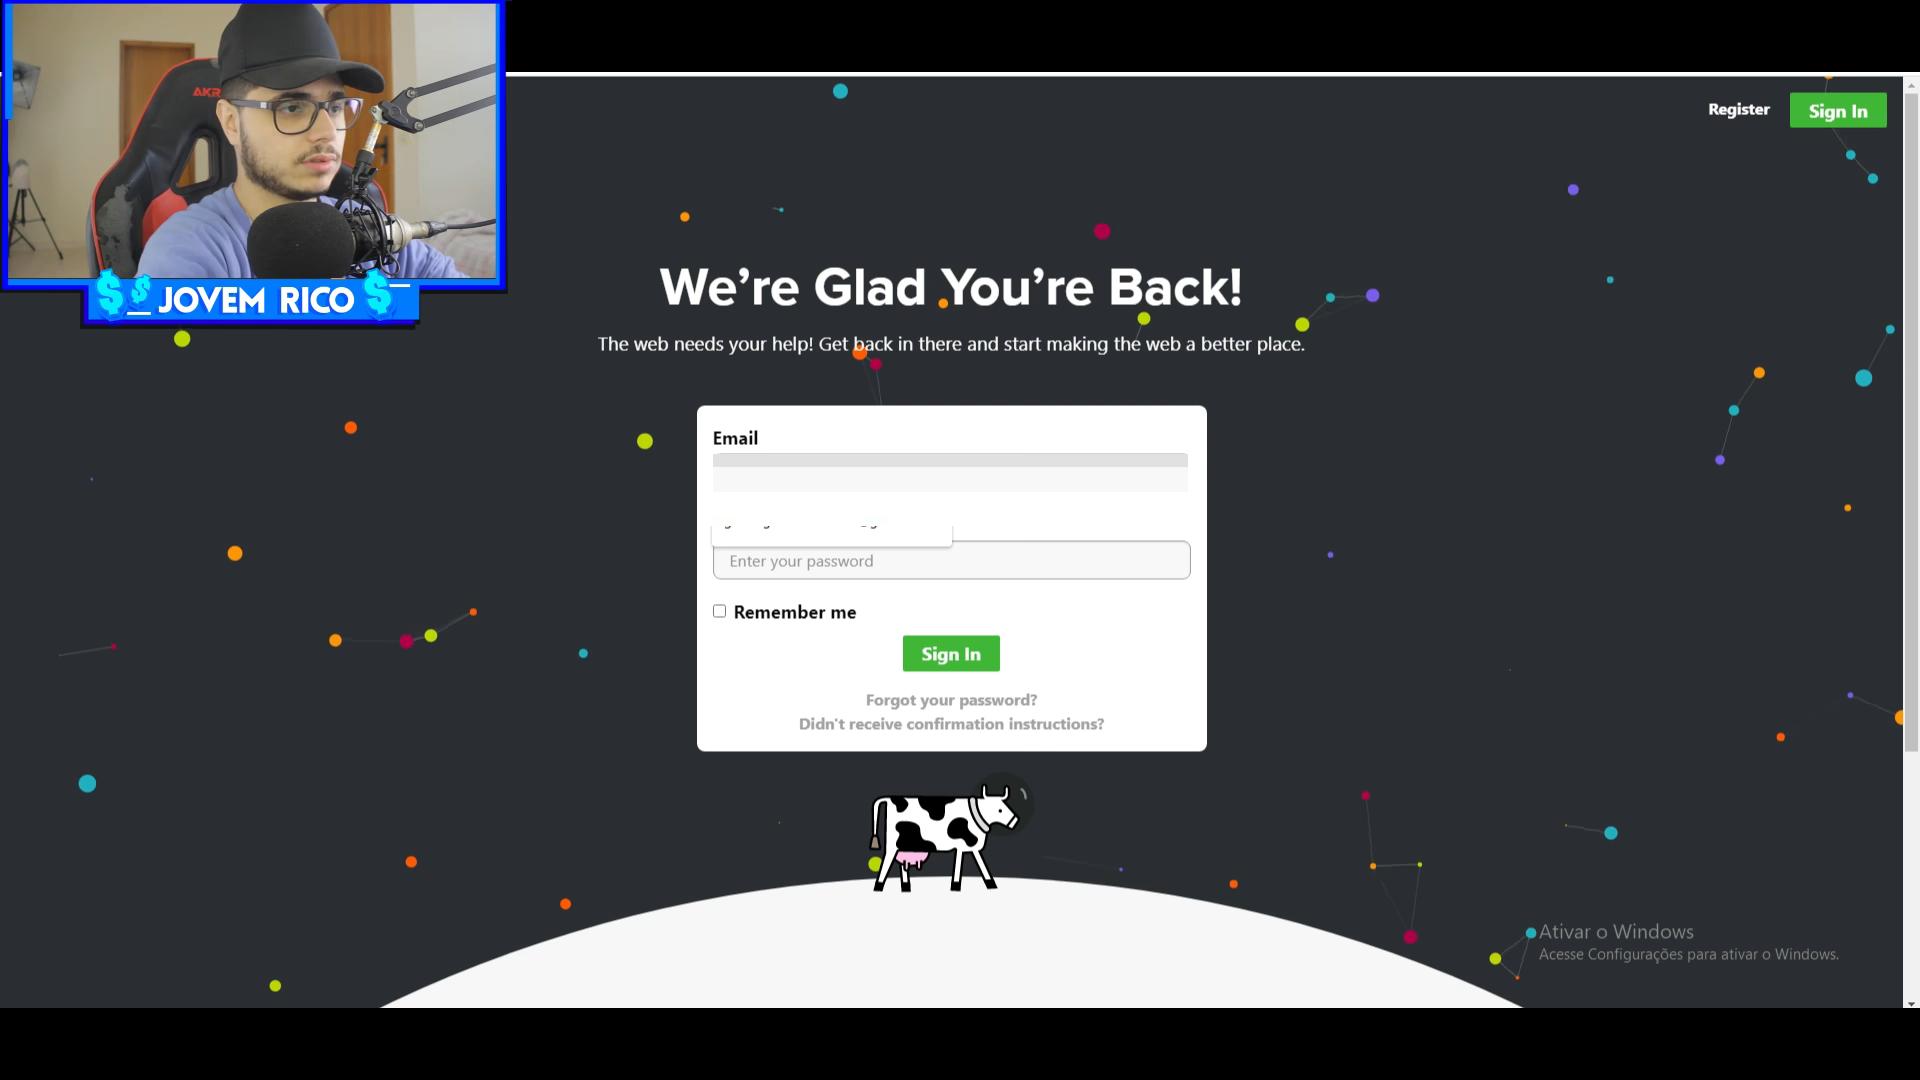 AKR
$ $ JOVEM RICO $
Register
Sign In
We’re Glad You’re Back!
The web needs your help! Get back in there and start making the web a better place.
Email
Enter your password
Remember me
Sign In
Forgot your password?
Didn't receive confirmation instructions?
Ativar o Windows
Acesse Configurações para ativar o Windows.